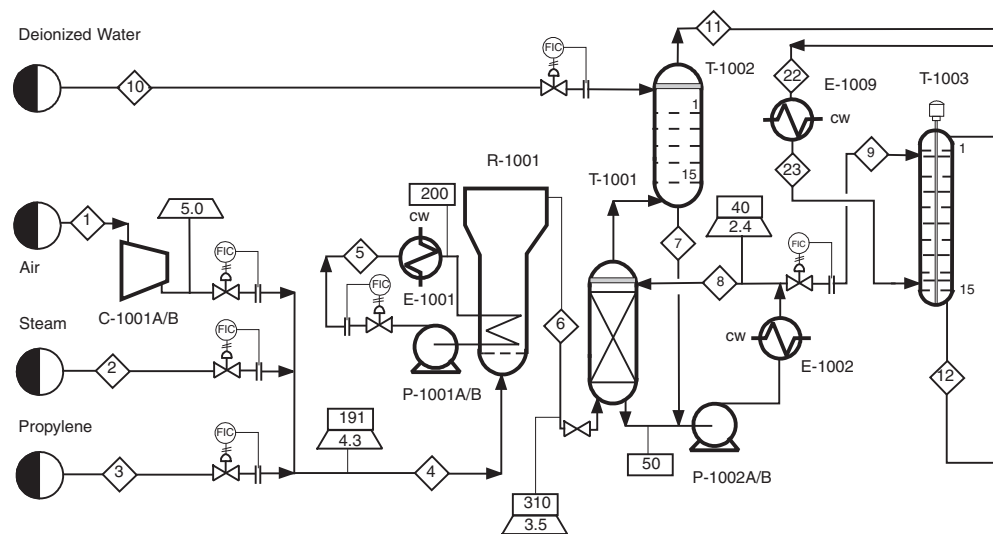 Deionized Water
10
FIC
11
T-1002
1
15
22
E-1009
cw
23
T-1003
9
1
15
12
R-1001
T-1001
200
cw
5
FIC
E-1001
P-1001A/B
6
7
40
2.4
8
FIC
cw
E-1002
50
P-1002A/B
310
3.5
1
Air
5.0
C-1001A/B
FIC
Steam
2
FIC
Propylene
3
FIC
191
4.3
4